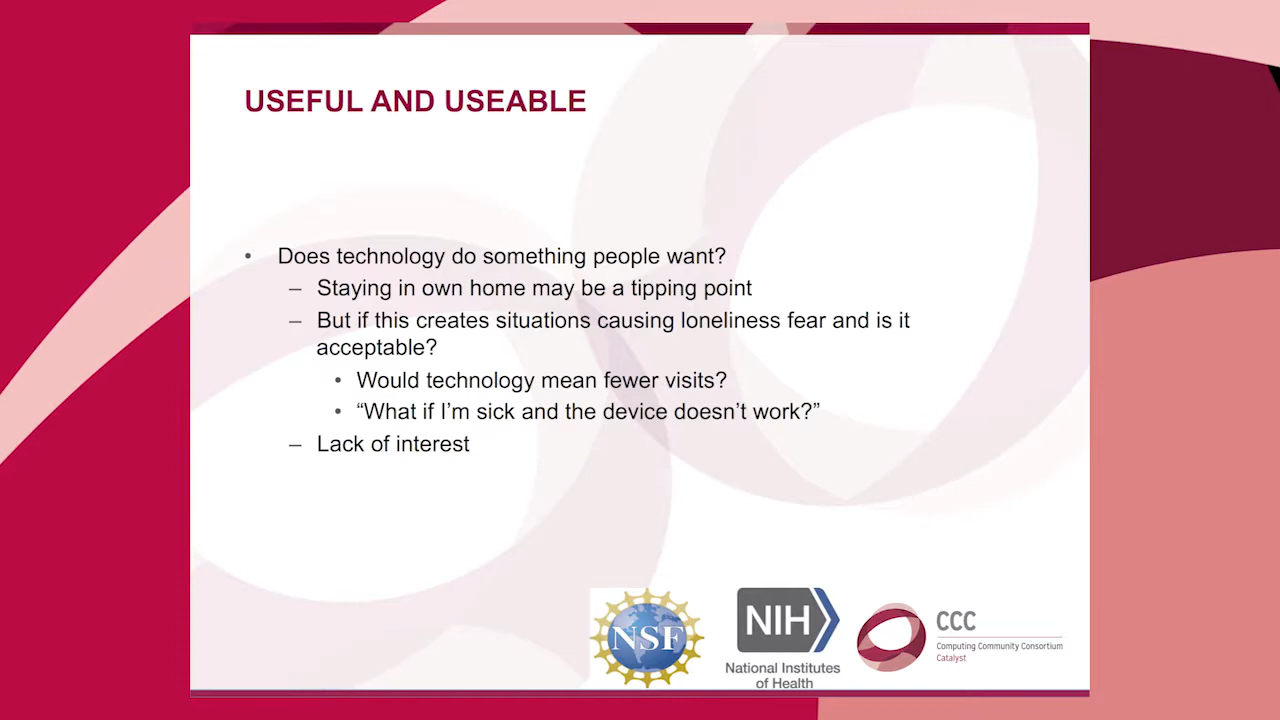 USEFUL AND USEABLE
• Does technology do something people want?
– Staying in own home may be a tipping point
– But if this creates situations causing loneliness fear and is it
acceptable?
• Would technology mean fewer visits?
• “What if I’m sick and the device doesn’t work?”
– Lack of interest
NSF
NIH
National Institutes
of Health
CCC
Computing Community Consortium
Catalyst